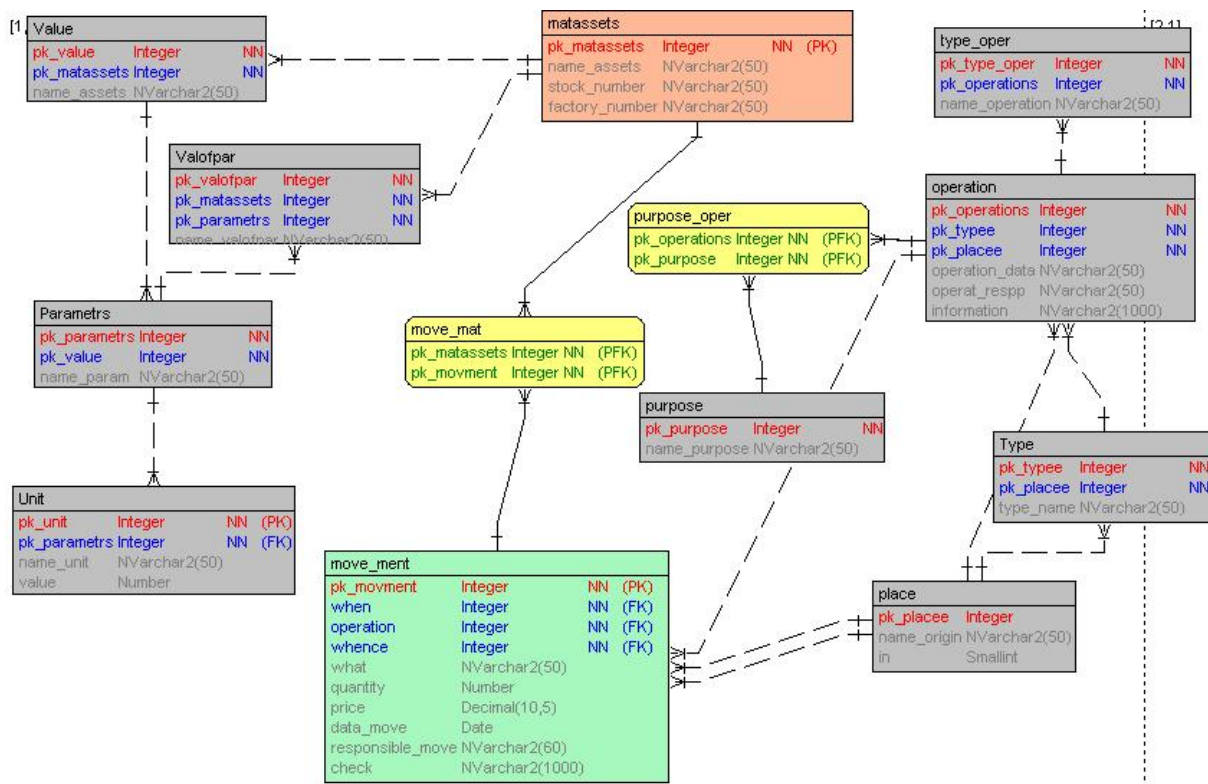 [1,
Value
pk_value Integer NN
pk_matassets Integer NN
name_assets NVarchar2(50)
matassets
pk_matassets Integer NN (PK)
name_assets NVarchar2(50)
stock_number NVarchar2(50)
factory_number NVarchar2(50)
[2,1]
type_oper
pk_type_oper Integer NN
pk_operations Integer NN
name_operation NVarchar2(50)
Valofpar
pk_valofpar Integer NN
pk_matassets Integer NN
pk_parametrs Integer NN
name_valofpar NVarchar2(50)
purpose_oper
pk_operations Integer NN (PFK)
pk_purpose Integer NN (PFK)
operation
pk_operations Integer NN
pk_typee Integer NN
pk_placee Integer NN
operation_data NVarchar2(50)
operat_respp NVarchar2(50)
information NVarchar2(1000)
Parametrs
pk_parametrs Integer NN
pk_value Integer NN
name_param NVarchar2(50)
move_mat
pk_matassets Integer NN (PFK)
pk_movment Integer NN (PFK)
purpose
pk_purpose Integer NN
name_purpose NVarchar2(50)
Type
pk_typee Integer NN
pk_placee Integer NN
type_name NVarchar2(50)
Unit
pk_unit Integer NN (PK)
pk_parametrs Integer NN (FK)
name_unit NVarchar2(50)
value Number
move_ment
pk_movment Integer NN (PK)
when Integer NN (FK)
operation Integer NN (FK)
whence Integer NN (FK)
what NVarchar2(50)
quantity Number
price Decimal(10,5)
data_move Date
responsible_move NVarchar2(60)
check NVarchar2(1000)
place
pk_placee Integer
name_origin NVarchar2(50)
in Smallint